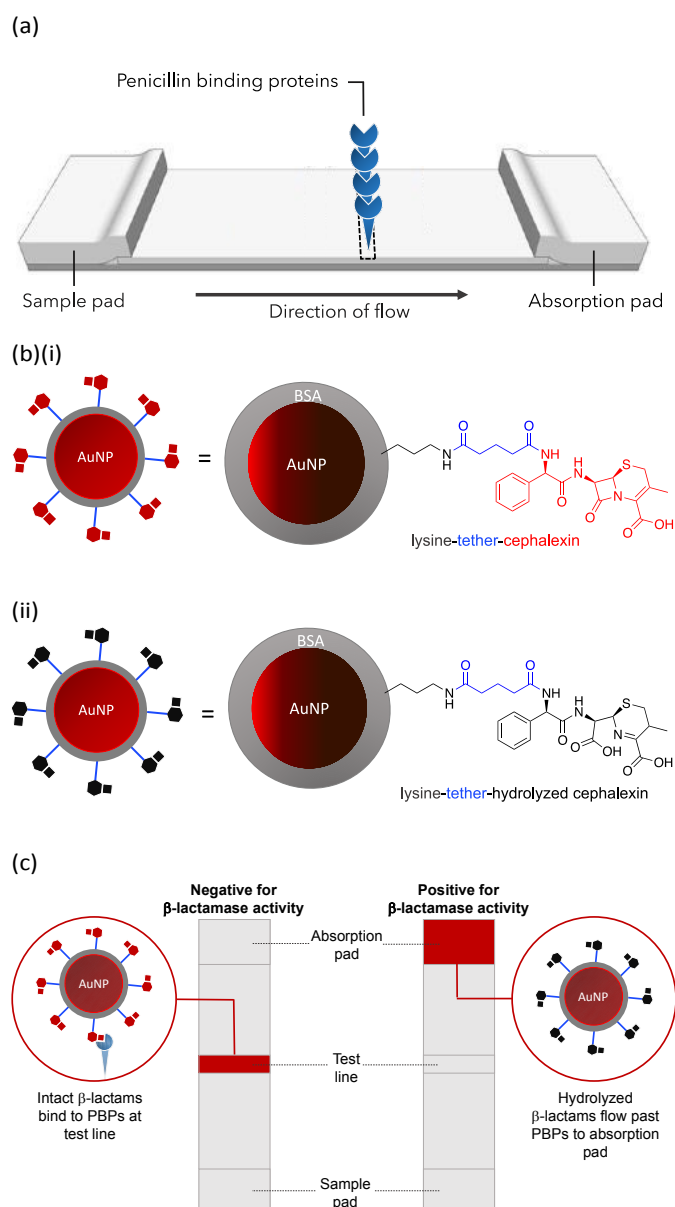 (a)
Penicillin binding proteins
Sample pad
Direction of flow
Absorption pad
(b)(i)
AuNP
=
BSA
AuNP
O
O
N
H
HN
O
H
N
O
S
N
O
OH
lysine-tether-cephalexin
(ii)
AuNP
=
BSA
AuNP
O
O
N
H
HN
O
H
N
O
OH
S
N
O
OH
lysine-tether-hydrolyzed cephalexin
(c)
Negative for
β-lactamase activity
Positive for
β-lactamase activity
Absorption
pad
AuNP
AuNP
Test
line
Intact β-lactams
bind to PBPs at
test line
Hydrolyzed
β-lactams flow past
PBPs to absorption
pad
Sample
pad